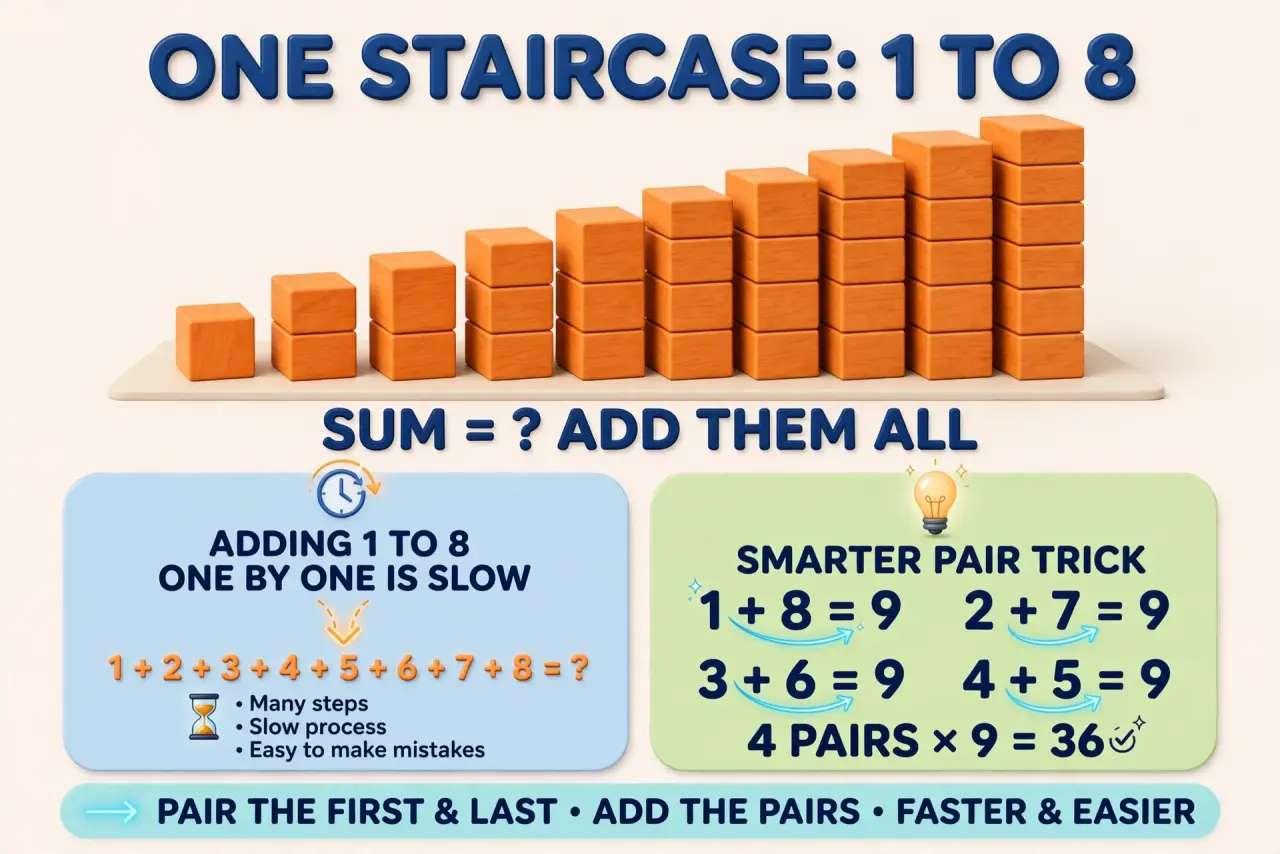 ONE STAIRCASE: 1 TO 8
SUM = ? ADD THEM ALL
ADDING 1 TO 8
ONE BY ONE IS SLOW
1 + 2 + 3 + 4 + 5 + 6 + 7 + 8 = ?
• Many steps
• Slow process
• Easy to make mistakes
SMARTER PAIR TRICK
1 + 8 = 9 2 + 7 = 9
3 + 6 = 9 4 + 5 = 9
4 PAIRS × 9 = 36
PAIR THE FIRST & LAST • ADD THE PAIRS • FASTER & EASIER